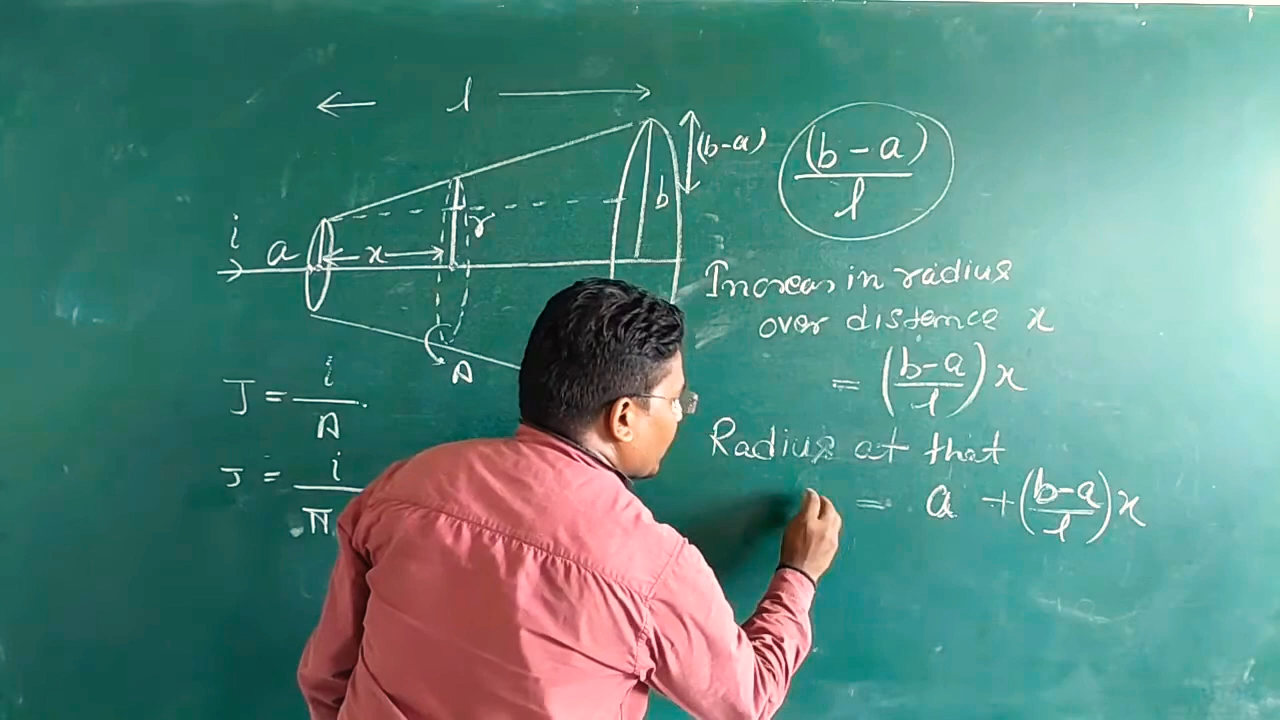 l
(b-a)
b
r
i
a
x
A
J = i/A
J = i/π
(b-a)/l
Increas in radius
over distance x
= ((b-a)/l) x
Radius at that
= a + ((b-a)/l) x